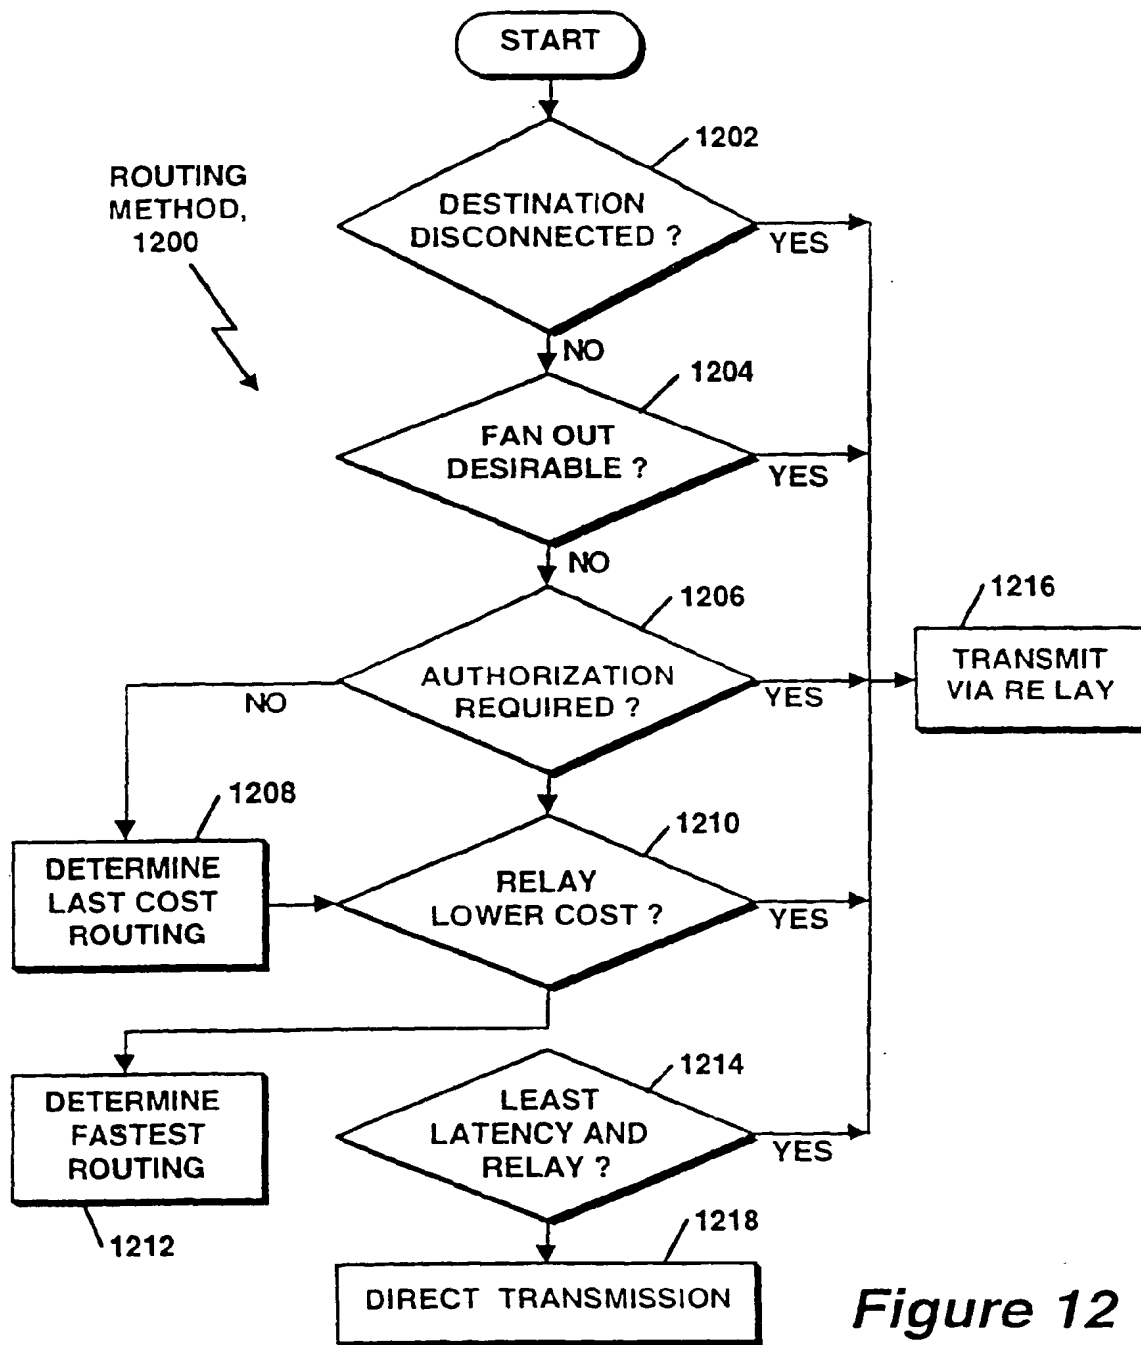 START
1202
ROUTING
METHOD,
1200
DESTINATION
DISCONNECTED ?
YES
NO
1204
FAN OUT
DESIRABLE ?
YES
NO
1206
AUTHORIZATION
REQUIRED ?
NO
YES
1216
TRANSMIT
VIA RELAY
1208
DETERMINE
LAST COST
ROUTING
1210
RELAY
LOWER COST ?
YES
DETERMINE
FASTEST
ROUTING
1212
1214
LEAST
LATENCY AND
RELAY ?
YES
1218
DIRECT TRANSMISSION
Figure 12